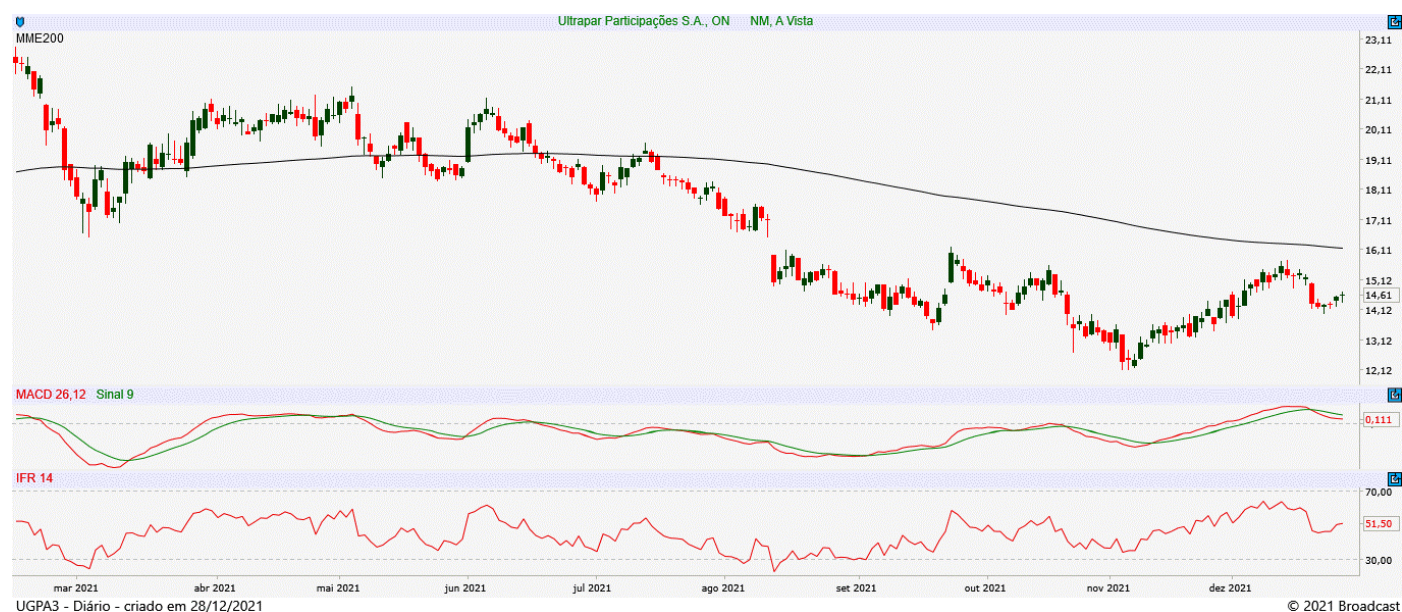 Ultrapar Participações S.A., ON NM, A Vista
MME200
23,11
22,11
21,11
20,11
19,11
18,11
17,11
16,11
15,12
14,61
14,12
13,12
12,12
MACD 26,12 Sinal 9
0,111
IFR 14
70,00
51,50
30,00
mar 2021 abr 2021 mai 2021 jun 2021 jul 2021 ago 2021 set 2021 out 2021 nov 2021 dez 2021
UGPA3 - Diário - criado em 28/12/2021 © 2021 Broadcast